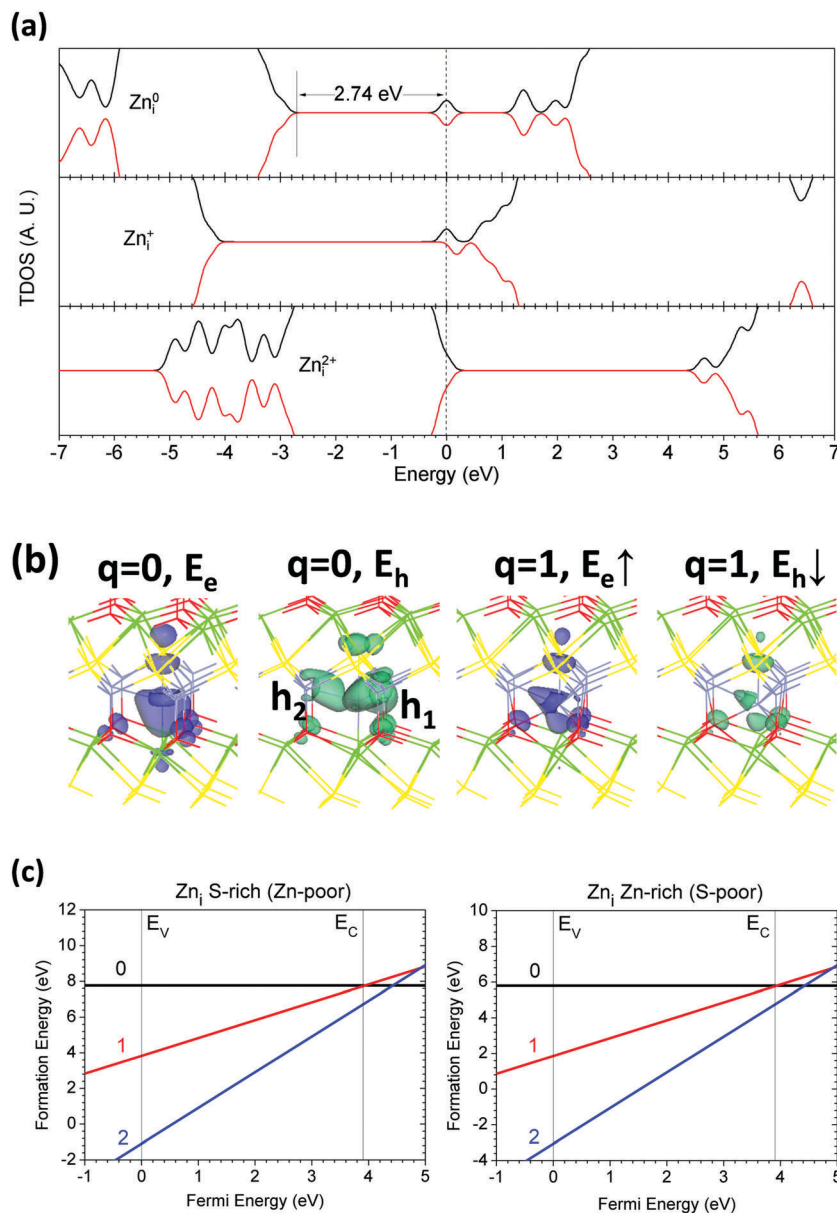 (a)
2.74 eV
Zn_i^0
Zn_i^+
Zn_i^2+
TDOS (A. U.)
-7 -6 -5 -4 -3 -2 -1 0 1 2 3 4 5 6 7
Energy (eV)
(b)
q=0, E_e q=0, E_h q=1, E_e↑ q=1, E_h↓
h_2 h_1
(c)
Zn_i S-rich (Zn-poor)
12
10
8
6
4
2
0
-2
E_V E_C
0
1
2
Formation Energy (eV)
-1 0 1 2 3 4 5
Fermi Energy (eV)
Zn_i Zn-rich (S-poor)
10
8
6
4
2
0
-2
-4
E_V E_C
0
1
2
Formation Energy (eV)
-1 0 1 2 3 4 5
Fermi Energy (eV)